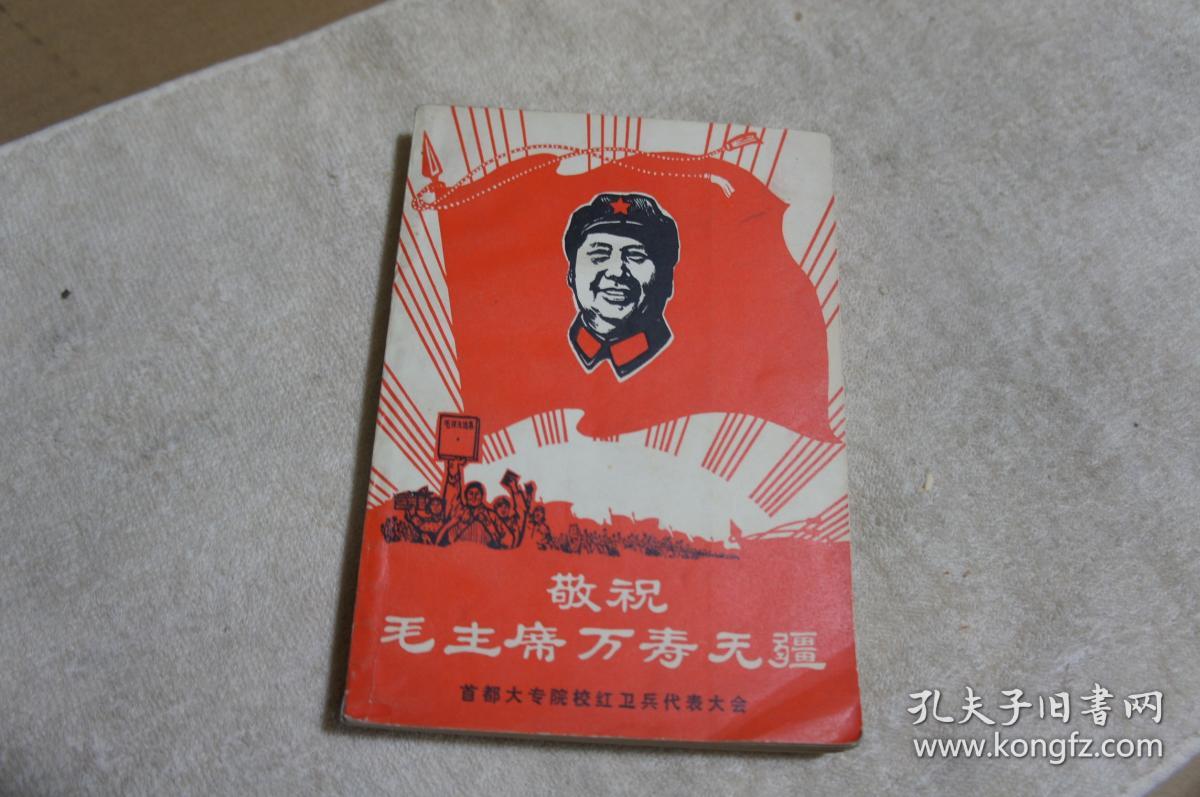 毛泽东选集
敬祝
毛主席万寿无疆
首都大专院校红卫兵代表大会
孔夫子旧书网
www.kongfz.com